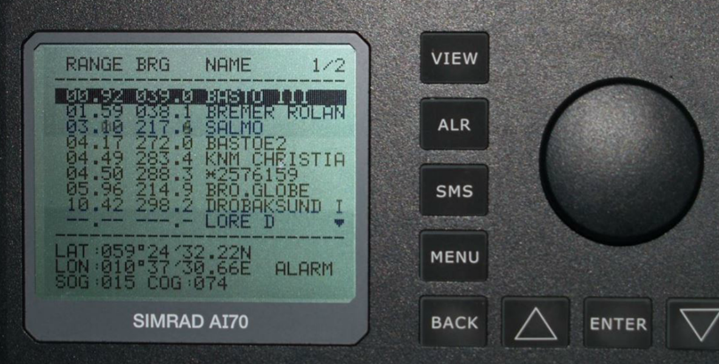 RANGE BRG NAME 1/2
00.92 039.0 BASTO III
01.59 038.1 BREMER ROLAN
03.10 217.6 SALMO
04.17 272.0 BASTOE2
04.49 283.4 KNM CHRISTIA
04.50 288.3 *2576159
05.96 214.9 BRO.GLOBE
10.42 298.2 DROBAKSUND I
--.-- ---.- LORE D
LAT:059°24'32.22N
LON:010°37'30.66E ALARM
SOG:015 COG:074
SIMRAD AI70
VIEW
ALR
SMS
MENU
BACK
ENTER